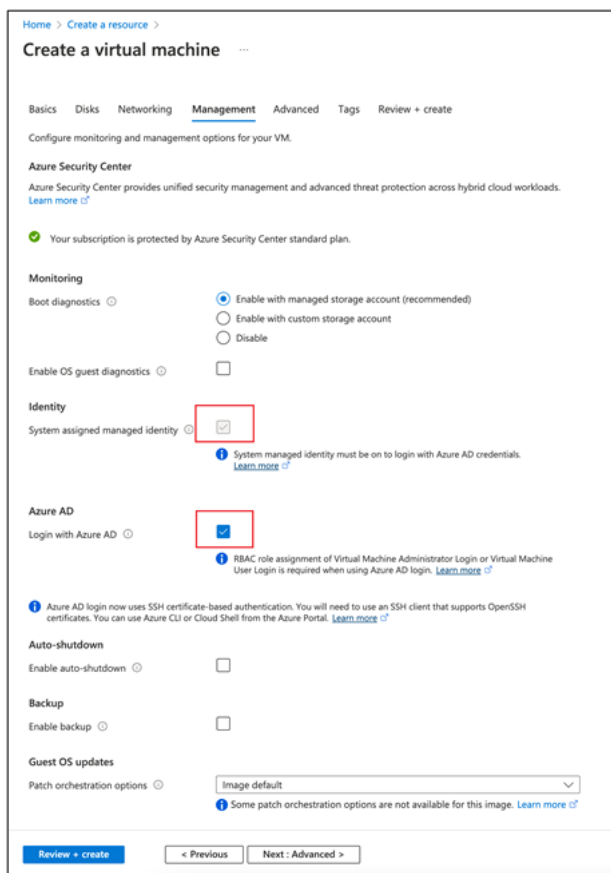 Home > Create a resource >
Create a virtual machine ...
Basics Disks Networking Management Advanced Tags Review + create
Configure monitoring and management options for your VM.
Azure Security Center
Azure Security Center provides unified security management and advanced threat protection across hybrid cloud workloads.
Learn more
Your subscription is protected by Azure Security Center standard plan.
Monitoring
Boot diagnostics
Enable with managed storage account (recommended)
Enable with custom storage account
Disable
Enable OS guest diagnostics
Identity
System assigned managed identity
System managed identity must be on to login with Azure AD credentials.
Learn more
Azure AD
Login with Azure AD
RBAC role assignment of Virtual Machine Administrator Login or Virtual Machine
User Login is required when using Azure AD login. Learn more
Azure AD login now uses SSH certificate-based authentication. You will need to use an SSH client that supports OpenSSH
certificates. You can use Azure CLI or Cloud Shell from the Azure Portal. Learn more
Auto-shutdown
Enable auto-shutdown
Backup
Enable backup
Guest OS updates
Patch orchestration options
Image default
Some patch orchestration options are not available for this image. Learn more
Review + create < Previous Next : Advanced >